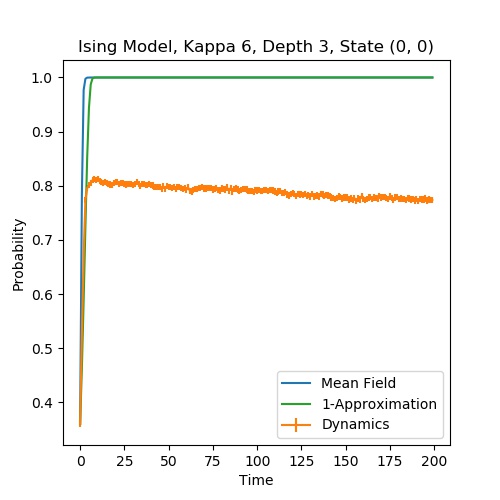 Ising Model, Kappa 6, Depth 3, State (0, 0)
Probability
1.0
0.9
0.8
0.7
0.6
0.5
0.4
Mean Field
1-Approximation
Dynamics
0 25 50 75 100 125 150 175 200
Time